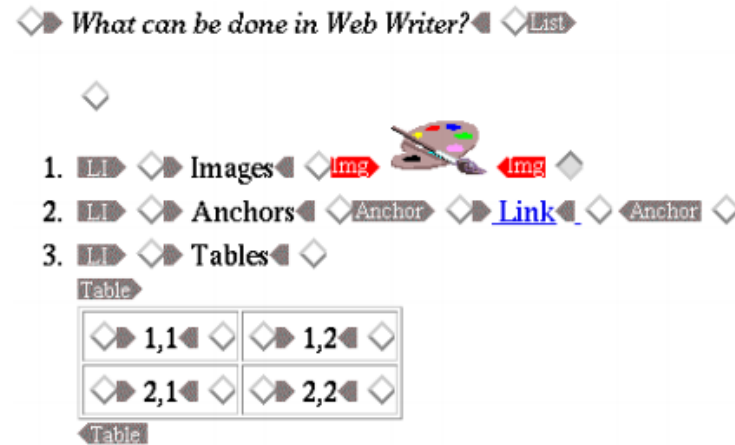 What can be done in Web Writer? List
1. LI Images Img Img
2. LI Anchors Anchor Link Anchor
3. LI Tables
Table
1,1 1,2
2,1 2,2
Table